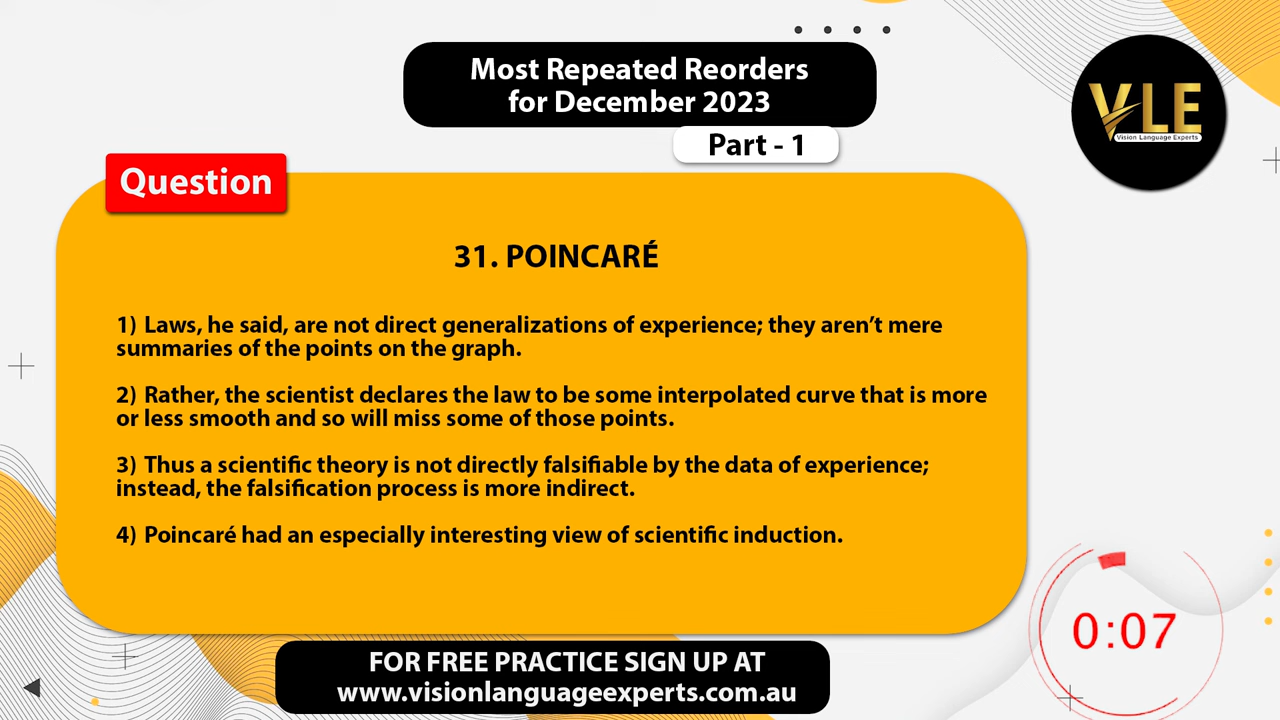 Most Repeated Reorders
for December 2023
Part - 1
VLE
Vision Language Experts
Question
31. POINCARÉ
1) Laws, he said, are not direct generalizations of experience; they aren’t mere
summaries of the points on the graph.
2) Rather, the scientist declares the law to be some interpolated curve that is more
or less smooth and so will miss some of those points.
3) Thus a scientific theory is not directly falsifiable by the data of experience;
instead, the falsification process is more indirect.
4) Poincaré had an especially interesting view of scientific induction.
0:07
FOR FREE PRACTICE SIGN UP AT
www.visionlanguageexperts.com.au